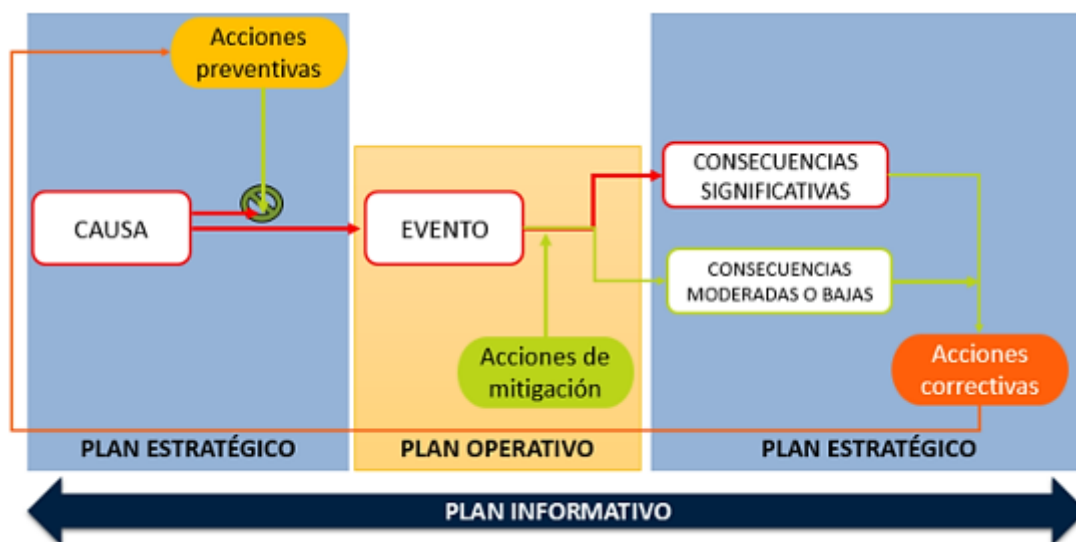 Acciones
preventivas
CAUSA
EVENTO
CONSECUENCIAS
SIGNIFICATIVAS
CONSECUENCIAS
MODERADAS O BAJAS
Acciones de
mitigación
Acciones
correctivas
PLAN ESTRATÉGICO
PLAN OPERATIVO
PLAN ESTRATÉGICO
PLAN INFORMATIVO